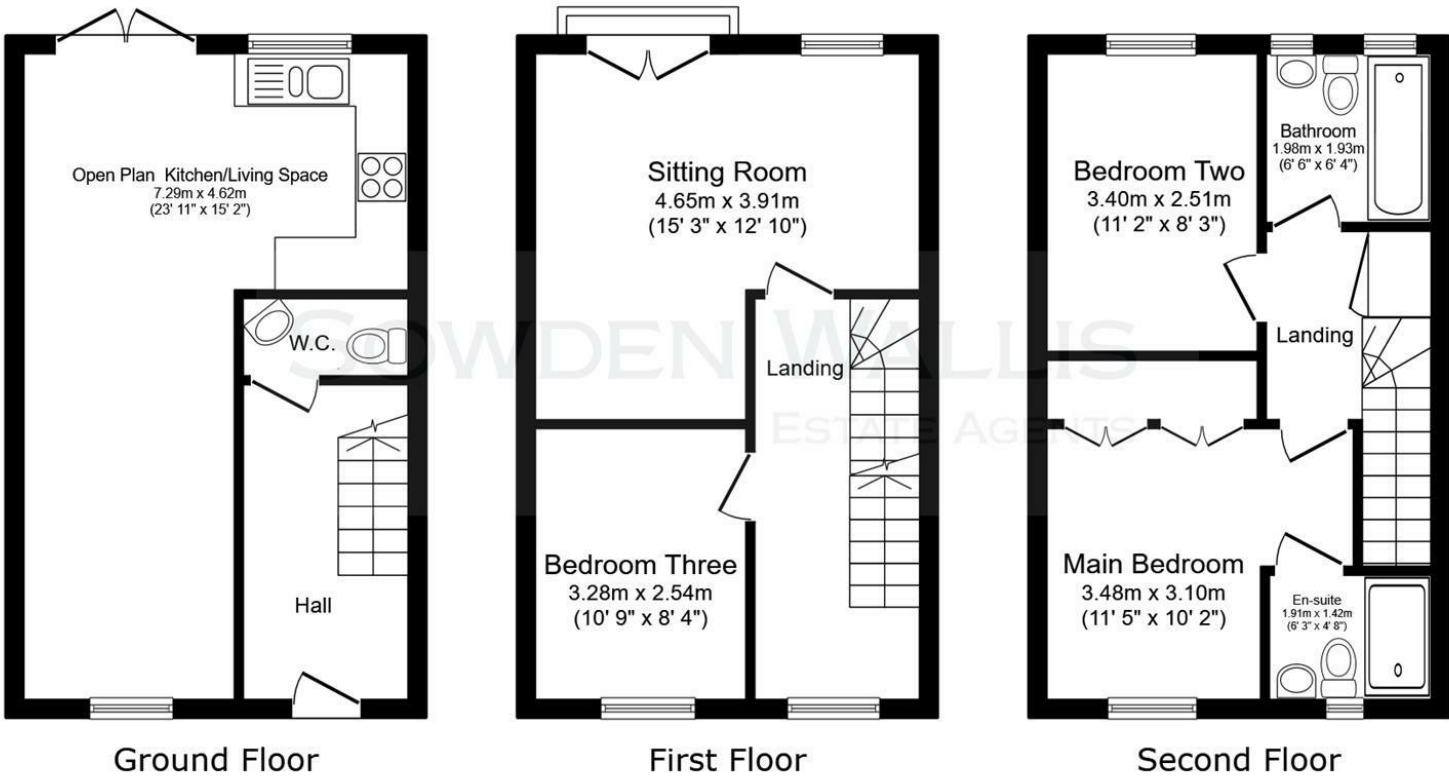 Open Plan Kitchen/Living Space
7.29m x 4.62m
(23' 11" x 15' 2")
W.C.
Hall
Ground Floor
Sitting Room
4.65m x 3.91m
(15' 3" x 12' 10")
Landing
Bedroom Three
3.28m x 2.54m
(10' 9" x 8' 4")
First Floor
Bedroom Two
3.40m x 2.51m
(11' 2" x 8' 3")
Bathroom
1.98m x 1.93m
(6' 6" x 6' 4")
Landing
Main Bedroom
3.48m x 3.10m
(11' 5" x 10' 2")
En-suite
1.91m x 1.42m
(6' 3" x 4' 8")
Second Floor
SOWDEN WALLIS
ESTATE AGENTS